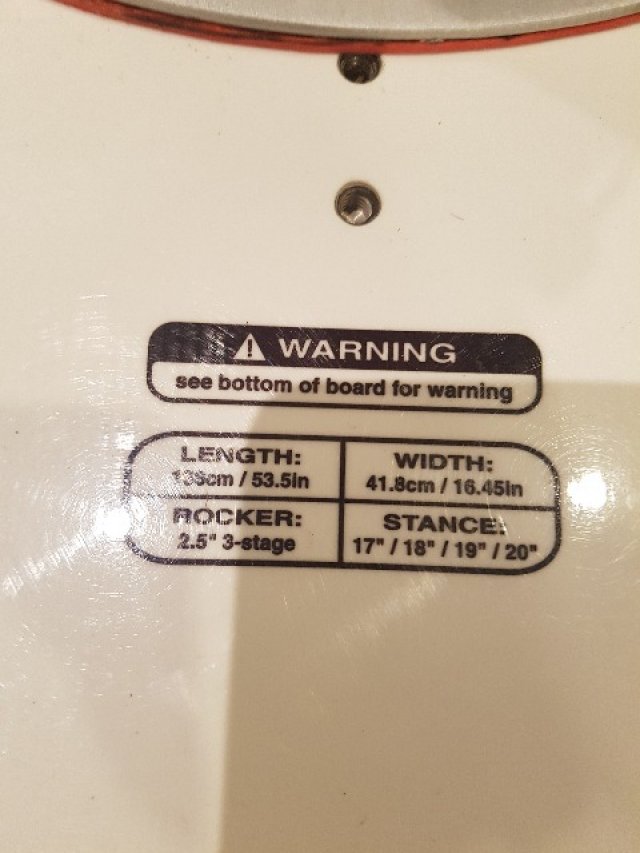 WARNING
see bottom of board for warning
LENGTH:
136cm / 53.5in
WIDTH:
41.8cm / 16.45in
ROCKER:
2.5" 3-stage
STANCE:
17" / 18" / 19" / 20"